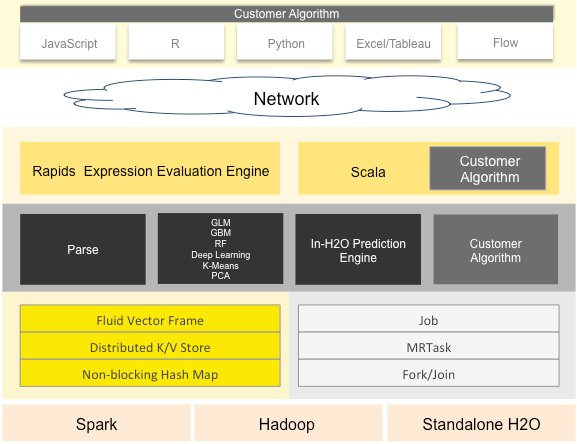 Customer Algorithm
JavaScript
R
Python
Excel/Tableau
Flow
Network
Rapids Expression Evaluation Engine
Scala
Customer
Algorithm
Parse
GLM
GBM
RF
Deep Learning
K-Means
PCA
In-H2O Prediction
Engine
Customer
Algorithm
Fluid Vector Frame
Distributed K/V Store
Non-blocking Hash Map
Job
MRTask
Fork/Join
Spark
Hadoop
Standalone H2O